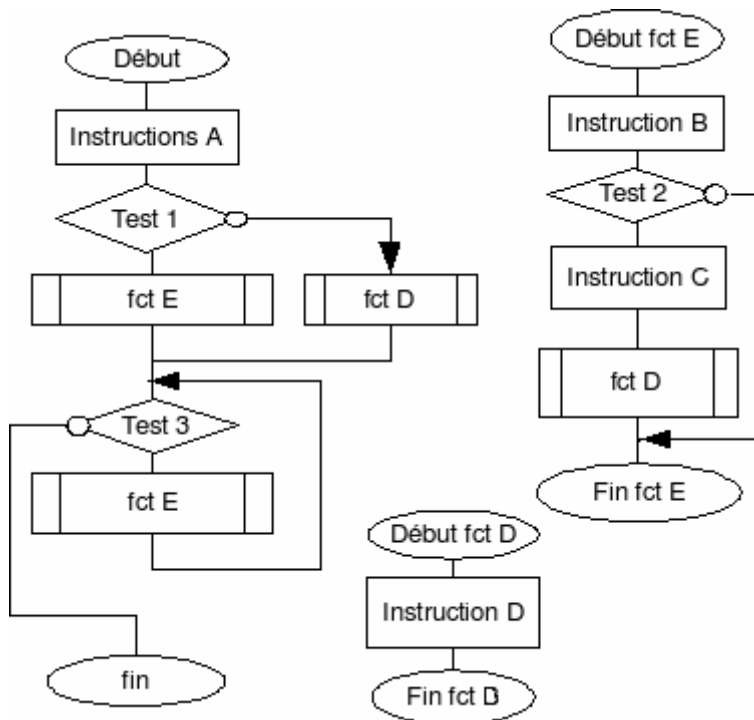 Début
Instructions A
Test 1
fct E
fct D
Test 3
fct E
fin
Début fct E
Instruction B
Test 2
Instruction C
fct D
Fin fct E
Début fct D
Instruction D
Fin fct D